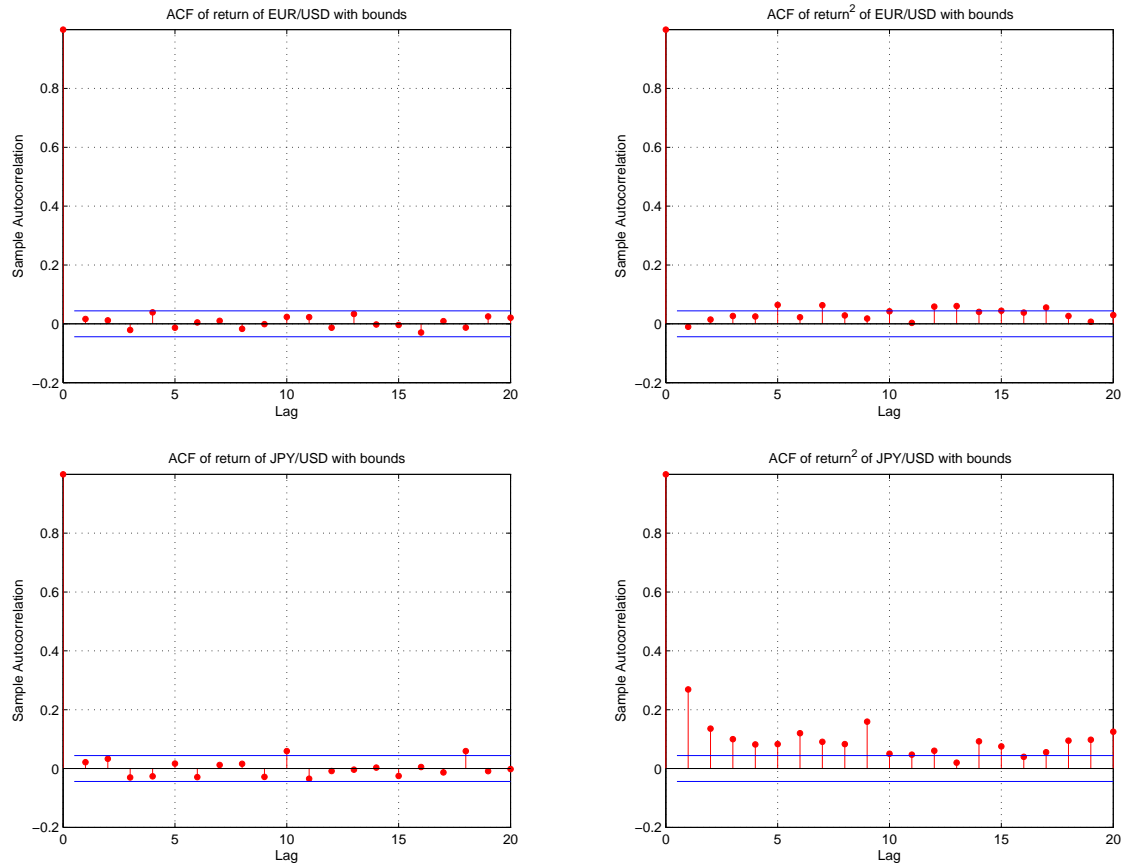 ACF of return of EUR/USD with bounds
0.8
0.6
0.4
0.2
0
−0.2
0 5 10 15 20
Lag
Sample Autocorrelation
ACF of return2 of EUR/USD with bounds
0.8
0.6
0.4
0.2
0
−0.2
0 5 10 15 20
Lag
Sample Autocorrelation
ACF of return of JPY/USD with bounds
0.8
0.6
0.4
0.2
0
−0.2
0 5 10 15 20
Lag
Sample Autocorrelation
ACF of return2 of JPY/USD with bounds
0.8
0.6
0.4
0.2
0
−0.2
0 5 10 15 20
Lag
Sample Autocorrelation